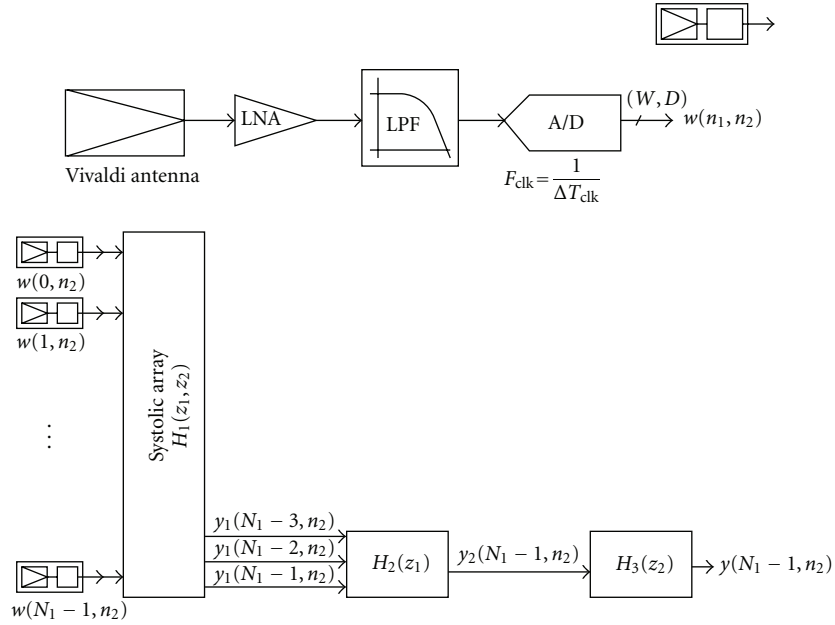 LNA
LPF
A/D
(W, D)
w(n₁, n₂)
Vivaldi antenna
F_clk = 1/ΔT_clk
w(0, n₂)
w(1, n₂)
⋮
w(N₁ − 1, n₂)
Systolic array
H₁(z₁, z₂)
y₁(N₁ − 3, n₂)
y₁(N₁ − 2, n₂)
y₁(N₁ − 1, n₂)
H₂(z₁)
y₂(N₁ − 1, n₂)
H₃(z₂)
y(N₁ − 1, n₂)